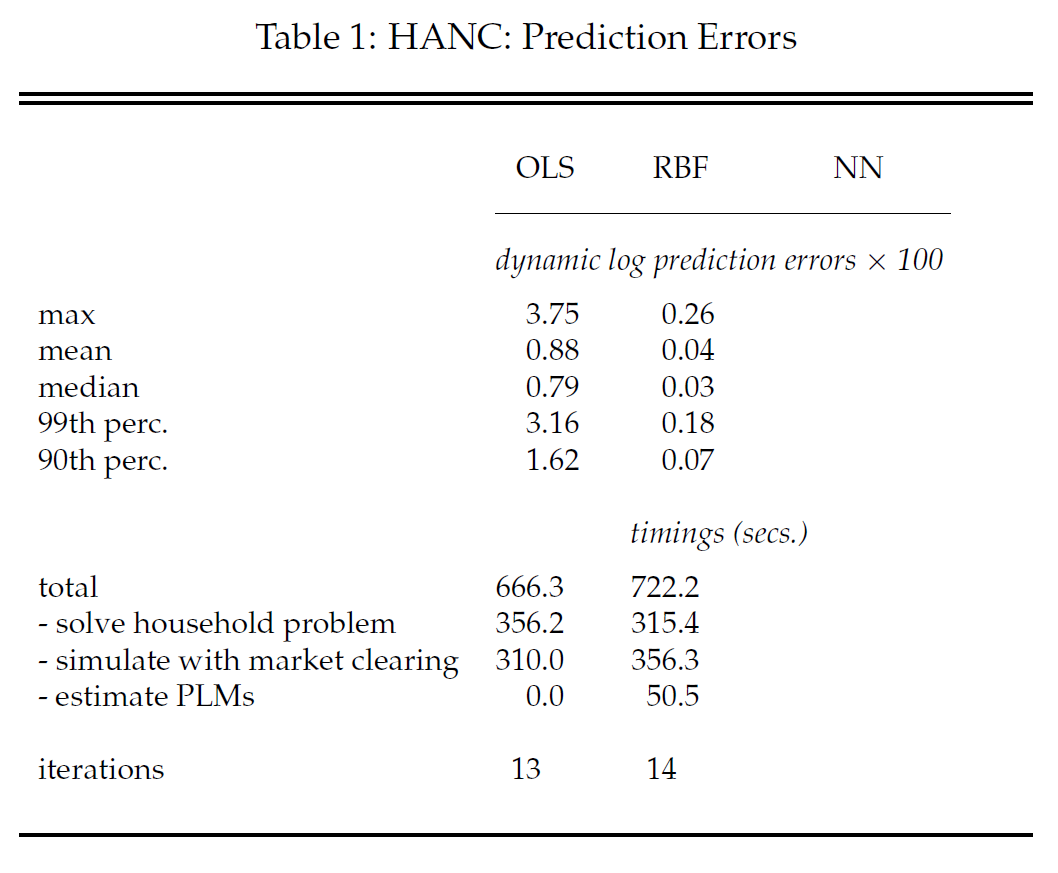 Table 1: HANC: Prediction Errors
OLS RBF NN
dynamic log prediction errors × 100
max 3.75 0.26
mean 0.88 0.04
median 0.79 0.03
99th perc. 3.16 0.18
90th perc. 1.62 0.07
timings (secs.)
total 666.3 722.2
- solve household problem 356.2 315.4
- simulate with market clearing 310.0 356.3
- estimate PLMs 0.0 50.5
iterations 13 14